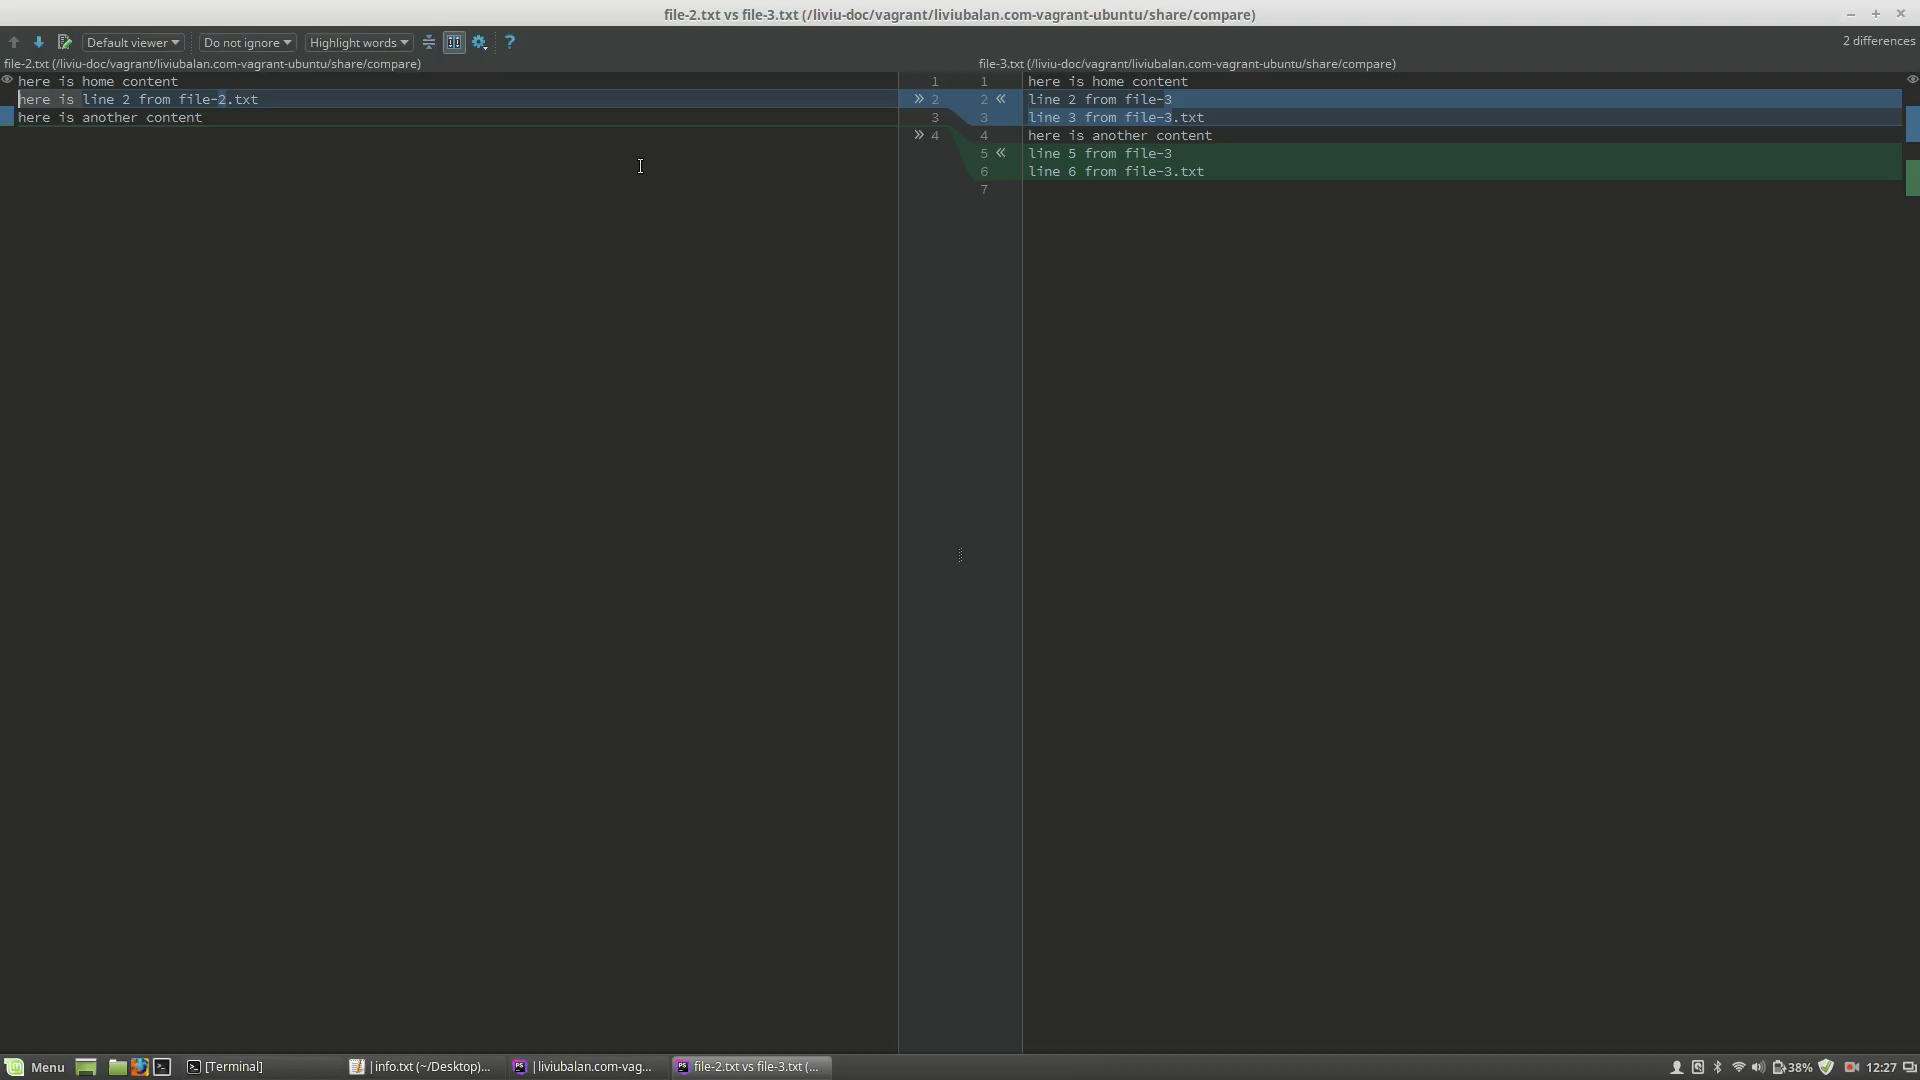 file-2.txt vs file-3.txt (/liviu-doc/vagrant/liviubalan.com-vagrant-ubuntu/share/compare)
Default viewer
Do not ignore
Highlight words
?
2 differences
file-2.txt (/liviu-doc/vagrant/liviubalan.com-vagrant-ubuntu/share/compare)
here is home content
here is line 2 from file-2.txt
here is another content
1
» 2
3
» 4
file-3.txt (/liviu-doc/vagrant/liviubalan.com-vagrant-ubuntu/share/compare)
1 here is home content
2 « line 2 from file-3
3 line 3 from file-3.txt
4 here is another content
5 « line 5 from file-3
6 line 6 from file-3.txt
7
Menu
[Terminal]
|info.txt (~/Desktop)...
PS |liviubalan.com-vag...
PS file-2.txt vs file-3.txt (...
38%
12:27